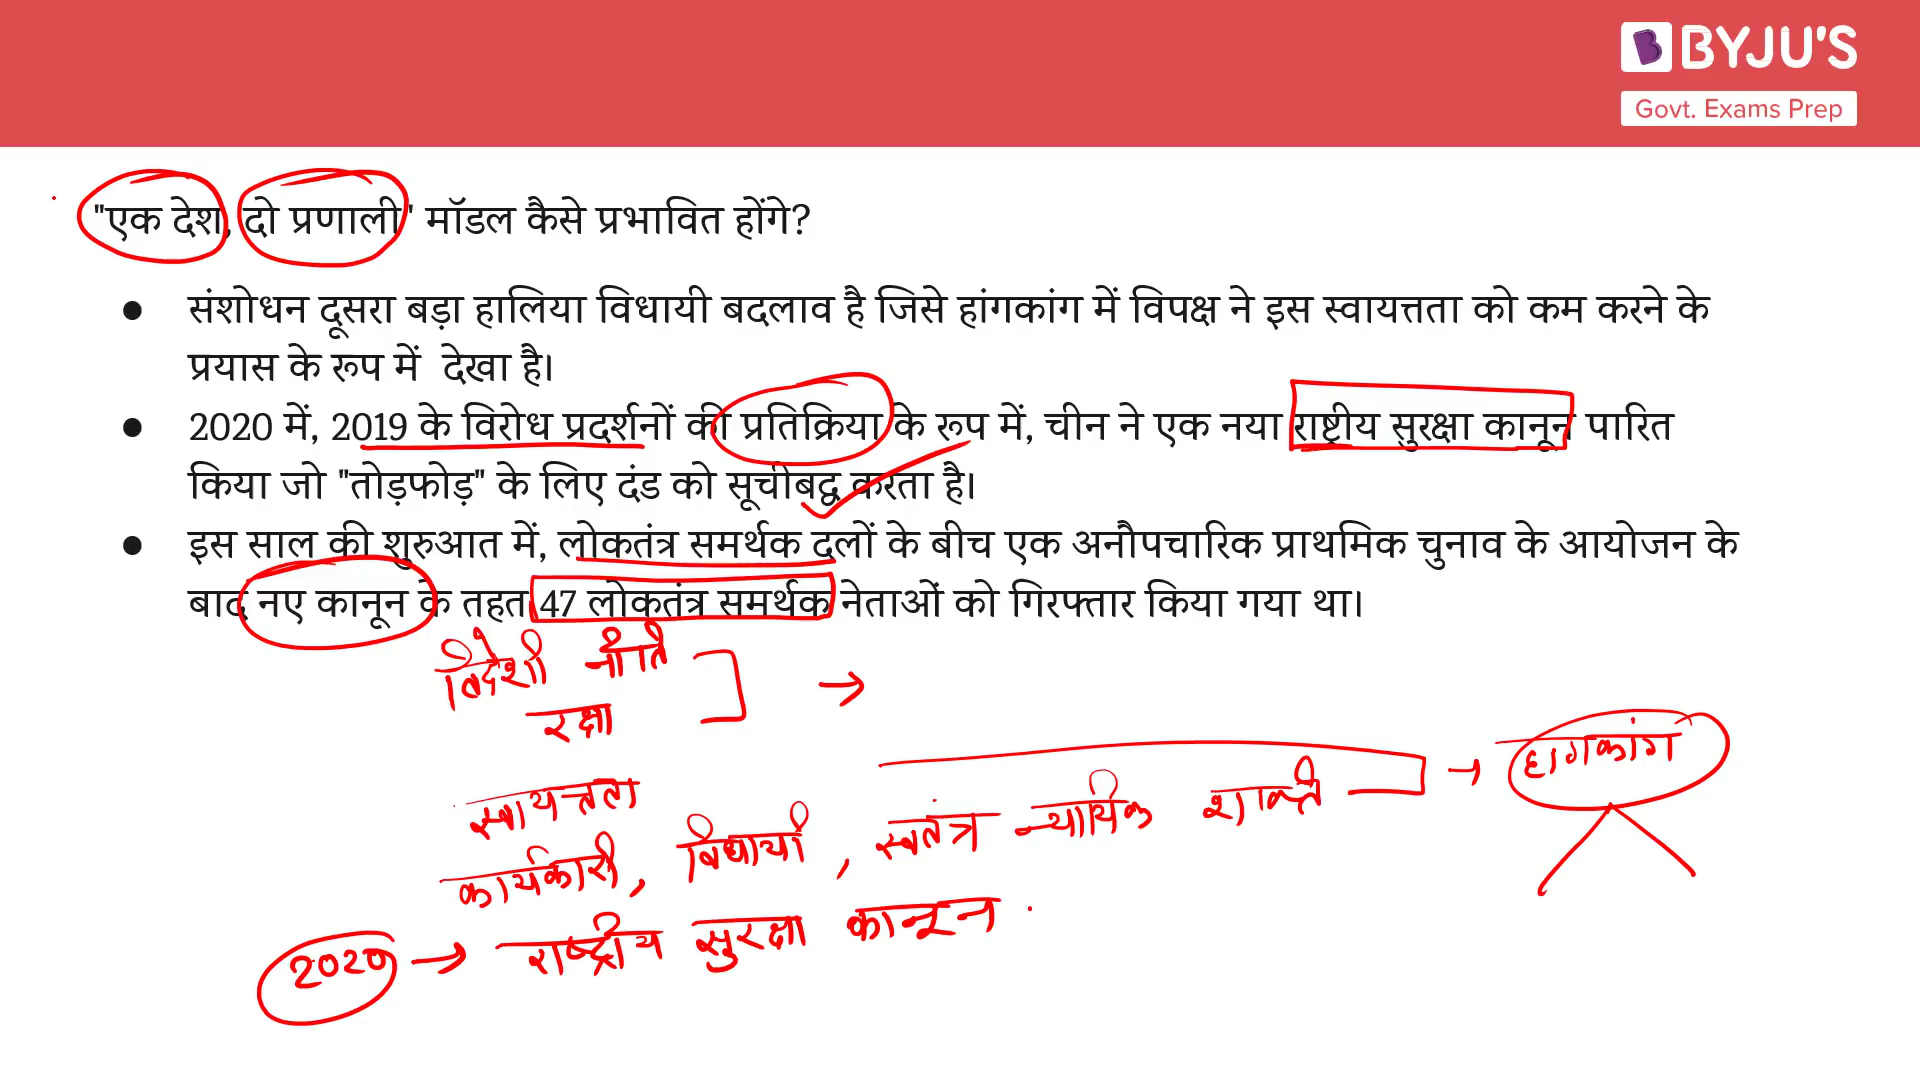 BYJU'S
Govt. Exams Prep
"एक देश, दो प्रणाली" मॉडल कैसे प्रभावित होंगे?
● संशोधन दूसरा बड़ा हालिया विधायी बदलाव है जिसे हांगकांग में विपक्ष ने इस स्वायत्तता को कम करने के
प्रयास के रूप में देखा है।
● 2020 में, 2019 के विरोध प्रदर्शनों की प्रतिक्रिया के रूप में, चीन ने एक नया राष्ट्रीय सुरक्षा कानून पारित
किया जो "तोड़फोड़" के लिए दंड को सूचीबद्ध करता है।
● इस साल की शुरुआत में, लोकतंत्र समर्थक दलों के बीच एक अनौपचारिक प्राथमिक चुनाव के आयोजन के
बाद नए कानून के तहत 47 लोकतंत्र समर्थक नेताओं को गिरफ्तार किया गया था।
विदेशी नीति
रक्षा
स्वायत्तता
कार्यकारी, विधायी, स्वतंत्र न्यायिक शक्ति → हांगकांग
2020 → राष्ट्रीय सुरक्षा कानून